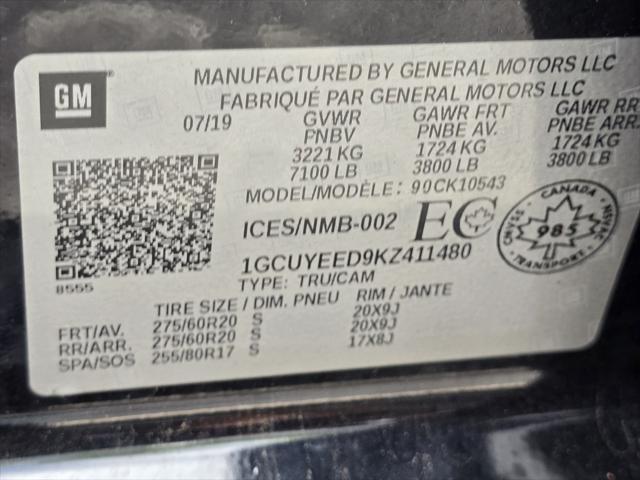 GM
MANUFACTURED BY GENERAL MOTORS LLC
FABRIQUÉ PAR GENERAL MOTORS LLC
07/19 GVWR GAWR FRT GAWR RR
PNBV PNBE AV. PNBE ARR.
3221 KG 1724 KG 1724 KG
7100 LB 3800 LB 3800 LB
MODEL/MODÈLE: 90CK10543
ICES/NMB-002 EC
CANADA
985
TRANSPORT
1GCUYEED9KZ411480
8555
TYPE: TRU/CAM
TIRE SIZE / DIM. PNEU RIM / JANTE
FRT/AV. 275/60R20 S 20X9J
RR/ARR. 275/60R20 S 20X9J
SPA/SOS 255/80R17 S 17X8J